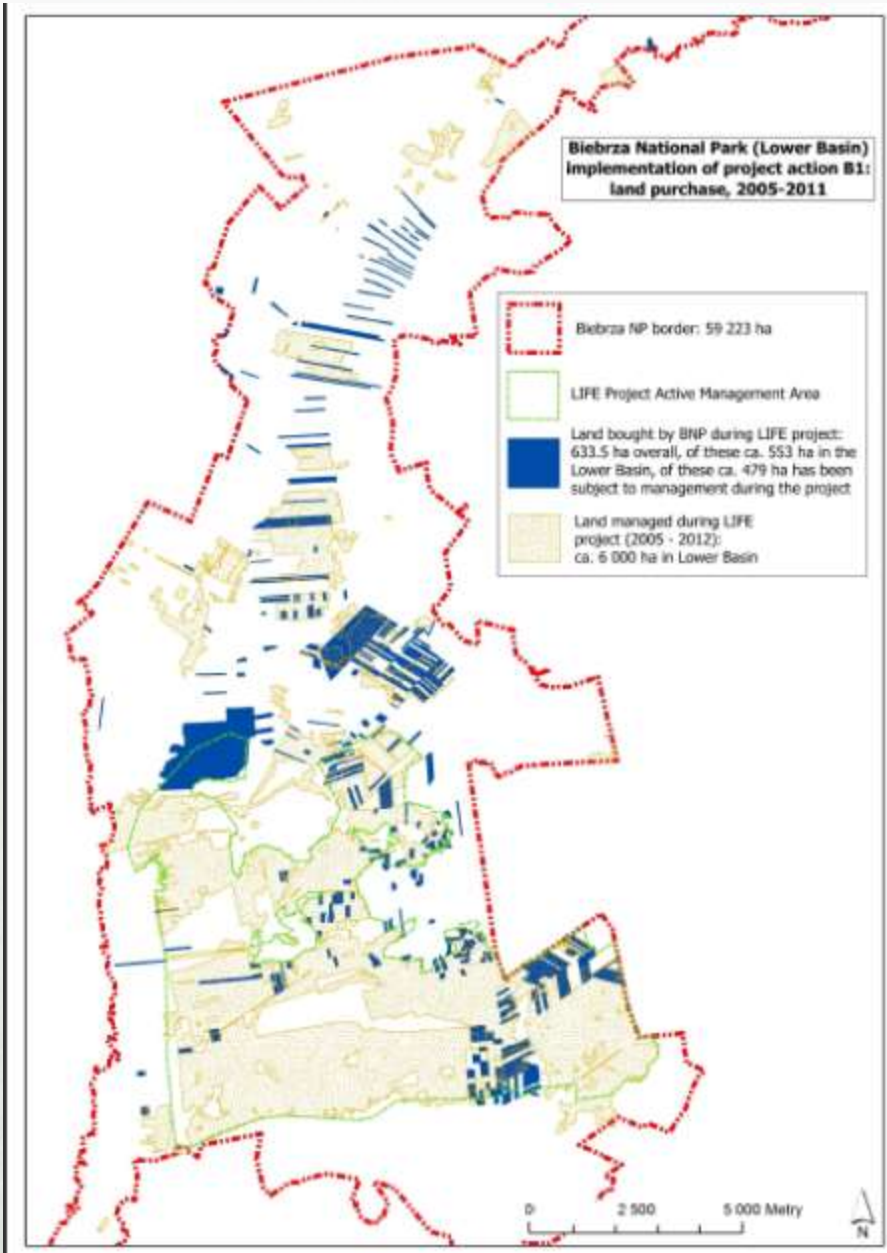 Biebrza National Park (Lower Basin)
implementation of project action B1:
land purchase, 2005-2011
Biebrza NP border: 59 223 ha
LIFE Project Active Management Area
Land bought by BNP during LIFE project:
633.5 ha overall, of these ca. 553 ha in the
Lower Basin, of these ca. 479 ha has been
subject to management during the project
Land managed during LIFE
project (2005 - 2012):
ca. 6 000 ha in Lower Basin
0 2 500 5 000 Metry
N